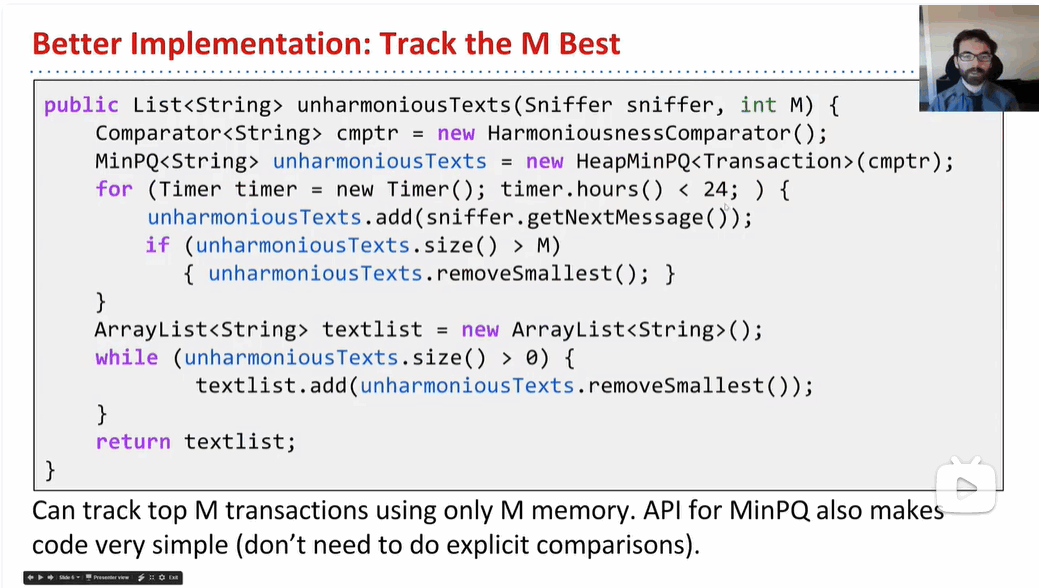 Better Implementation: Track the M Best
public List<String> unharmoniousTexts(Sniffer sniffer, int M) {
Comparator<String> cmptr = new HarmoniousnessComparator();
MinPQ<String> unharmoniousTexts = new HeapMinPQ<Transaction>(cmptr);
for (Timer timer = new Timer(); timer.hours() < 24; ) {
unharmoniousTexts.add(sniffer.getNextMessage());
if (unharmoniousTexts.size() > M)
{ unharmoniousTexts.removeSmallest(); }
}
ArrayList<String> textlist = new ArrayList<String>();
while (unharmoniousTexts.size() > 0) {
textlist.add(unharmoniousTexts.removeSmallest());
}
return textlist;
}
Can track top M transactions using only M memory. API for MinPQ also makes
code very simple (don’t need to do explicit comparisons).
Slide 6 Presenter view Exit